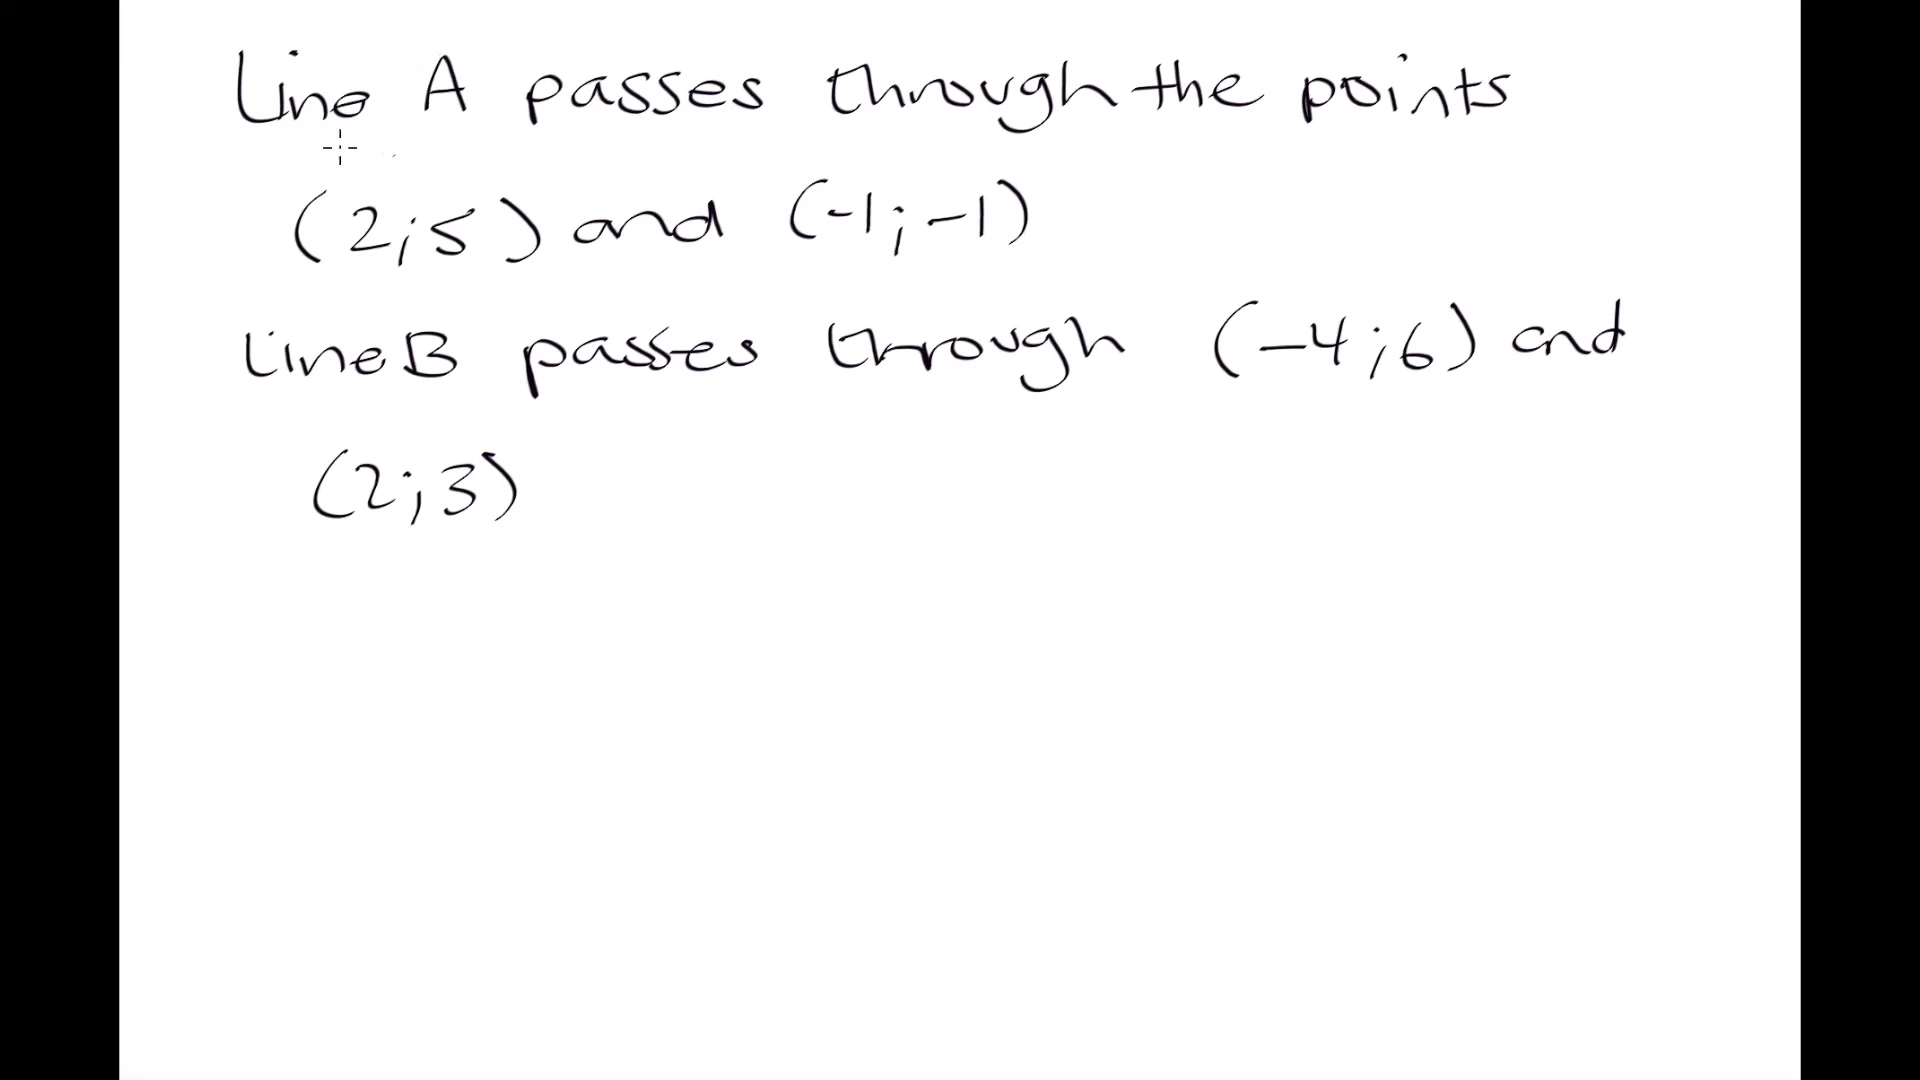 Line A passes through the points
(2;5) and (-1;-1)
Line B passes through (-4;6) and
(2;3)